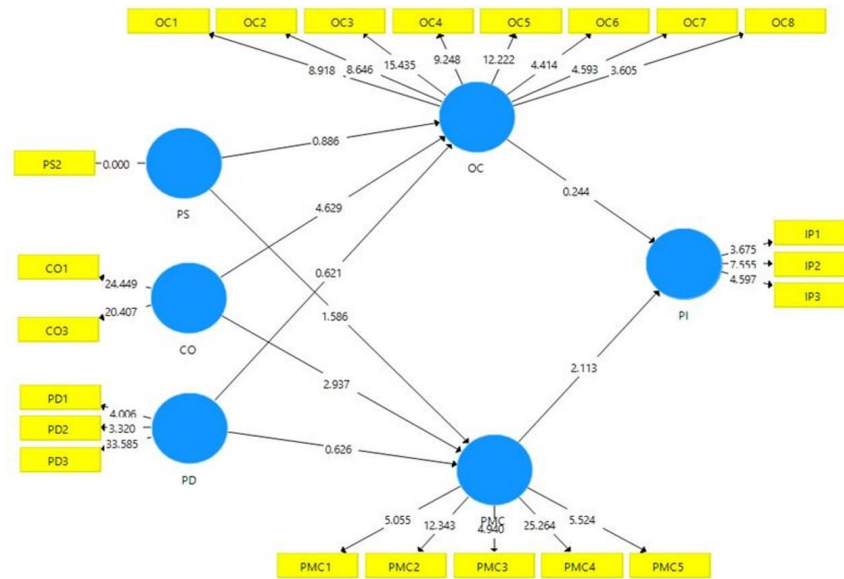 OC1 OC2 OC3 OC4 OC5 OC6 OC7 OC8
8.918 8.646 15.435 9.248 12.222 4.414 4.593 3.605
OC
PS2 0.000
PS
0.886
4.629
0.244
CO1
24.449
20.407
CO3
CO
0.621
1.586
2.937
IP1
3.675
IP2
7.555
IP3
4.597
PI
2.113
PD1
4.006
PD2
3.320
PD3
33.585
PD
0.626
PMC
5.055 12.343 4.940 25.264 5.524
PMC1 PMC2 PMC3 PMC4 PMC5